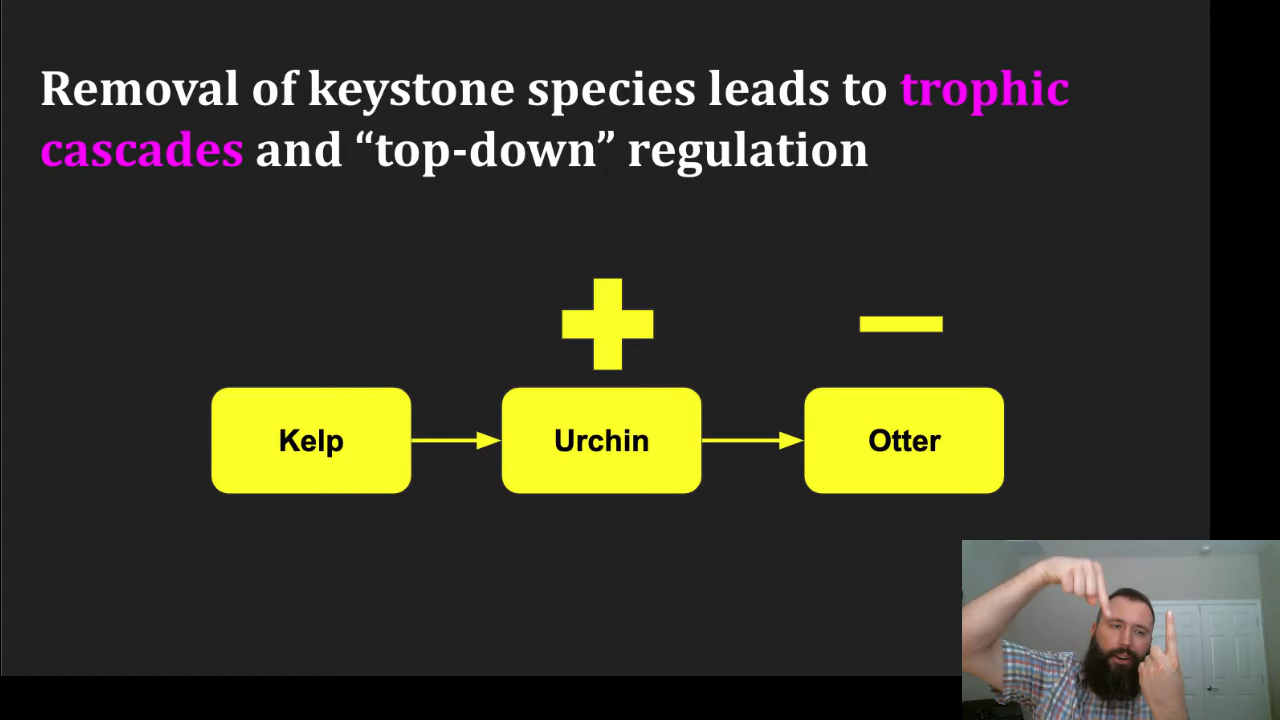 Removal of keystone species leads to trophic
cascades and “top-down” regulation
Kelp
Urchin
Otter